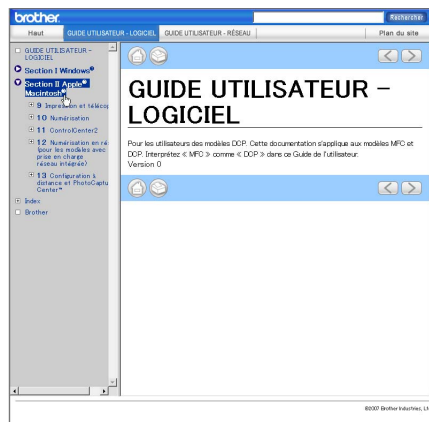 brother.
Rechercher
Haut
GUIDE UTILISATEUR - LOGICIEL
GUIDE UTILISATEUR - RÉSEAU
Plan du site
GUIDE UTILISATEUR -
LOGICIEL
Section I Windows®
Section II Apple®
Macintosh®
9 Impression et télécop
10 Numérisation
11 ControlCenter2
12 Numérisation en ré
(pour les modèles avec
prise en charge
réseau intégrée)
13 Configuration à
distance et PhotoCaptu
Center™
Index
Brother
GUIDE UTILISATEUR –
LOGICIEL
Pour les utilisateurs des modèles DCP. Cette documentation s'applique aux modèles MFC et
DCP. Interprétez « MFC » comme « DCP » dans ce Guide de l'utilisateur.
Version 0
©2007 Brother Industries, Lt